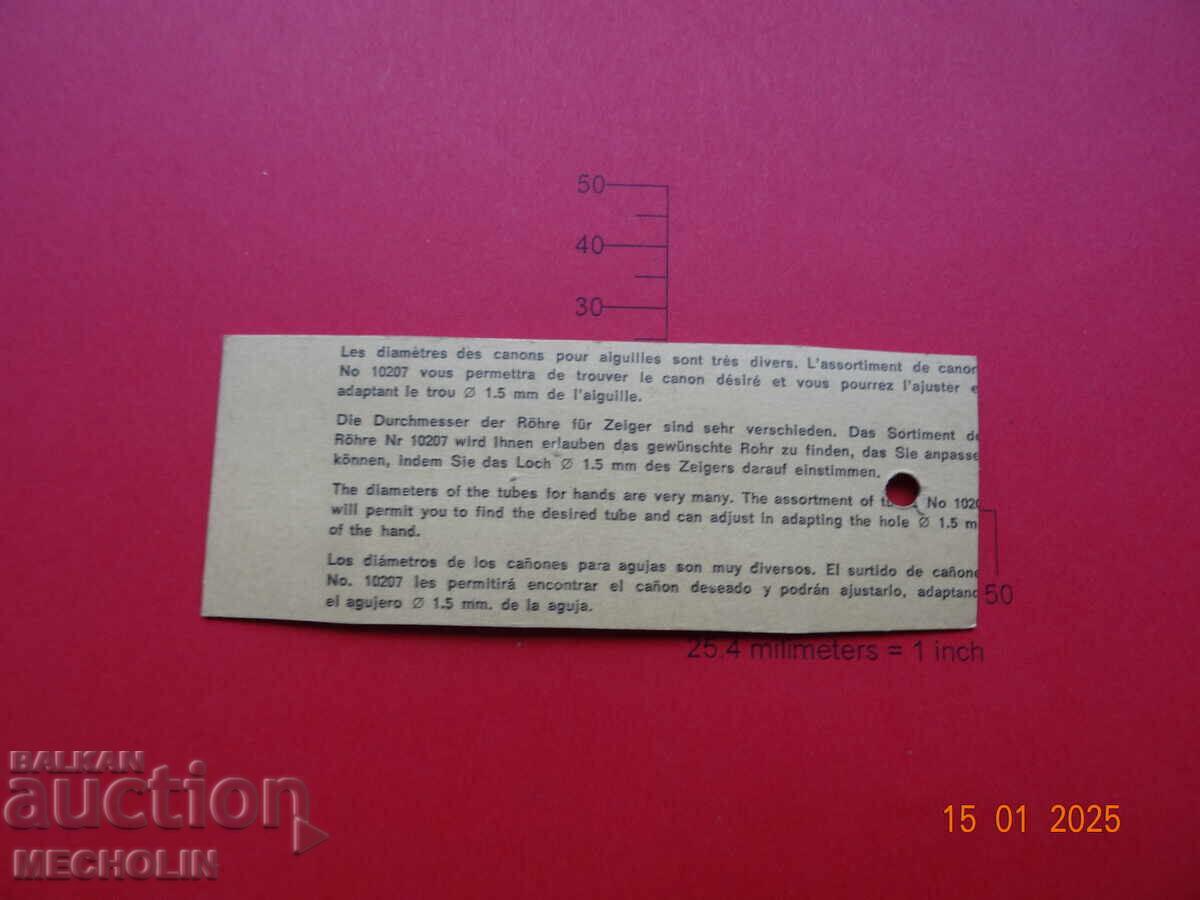 50
40
30
Les diamètres des canons pour aiguilles sont très divers. L'assortiment de canon
No 10207 vous permettra de trouver le canon désiré et vous pourrez l'ajuster e
adaptant le trou Ø 1.5 mm de l'aiguille.
Die Durchmesser der Röhre für Zeiger sind sehr verschieden. Das Sortiment de
Röhre Nr 10207 wird Ihnen erlauben das gewünschte Rohr zu finden, das Sie anpasse
können, indem Sie das Loch Ø 1.5 mm des Zeigers darauf einstimmen.
The diameters of the tubes for hands are very many. The assortment of No 1020
will permit you to find the desired tube and can adjust in adapting the hole Ø 1.5 m
of the hand.
Los diámetros de los cañones para agujas son muy diversos. El surtido de cañone
No. 10207 les permitirá encontrar el cañon deseado y podrán ajustarlo, adaptand
el agujero Ø 1.5 mm. de la aguja.
50
25.4 milimeters = 1 inch
BALKAN
auction
MECHOLIN
15 01 2025